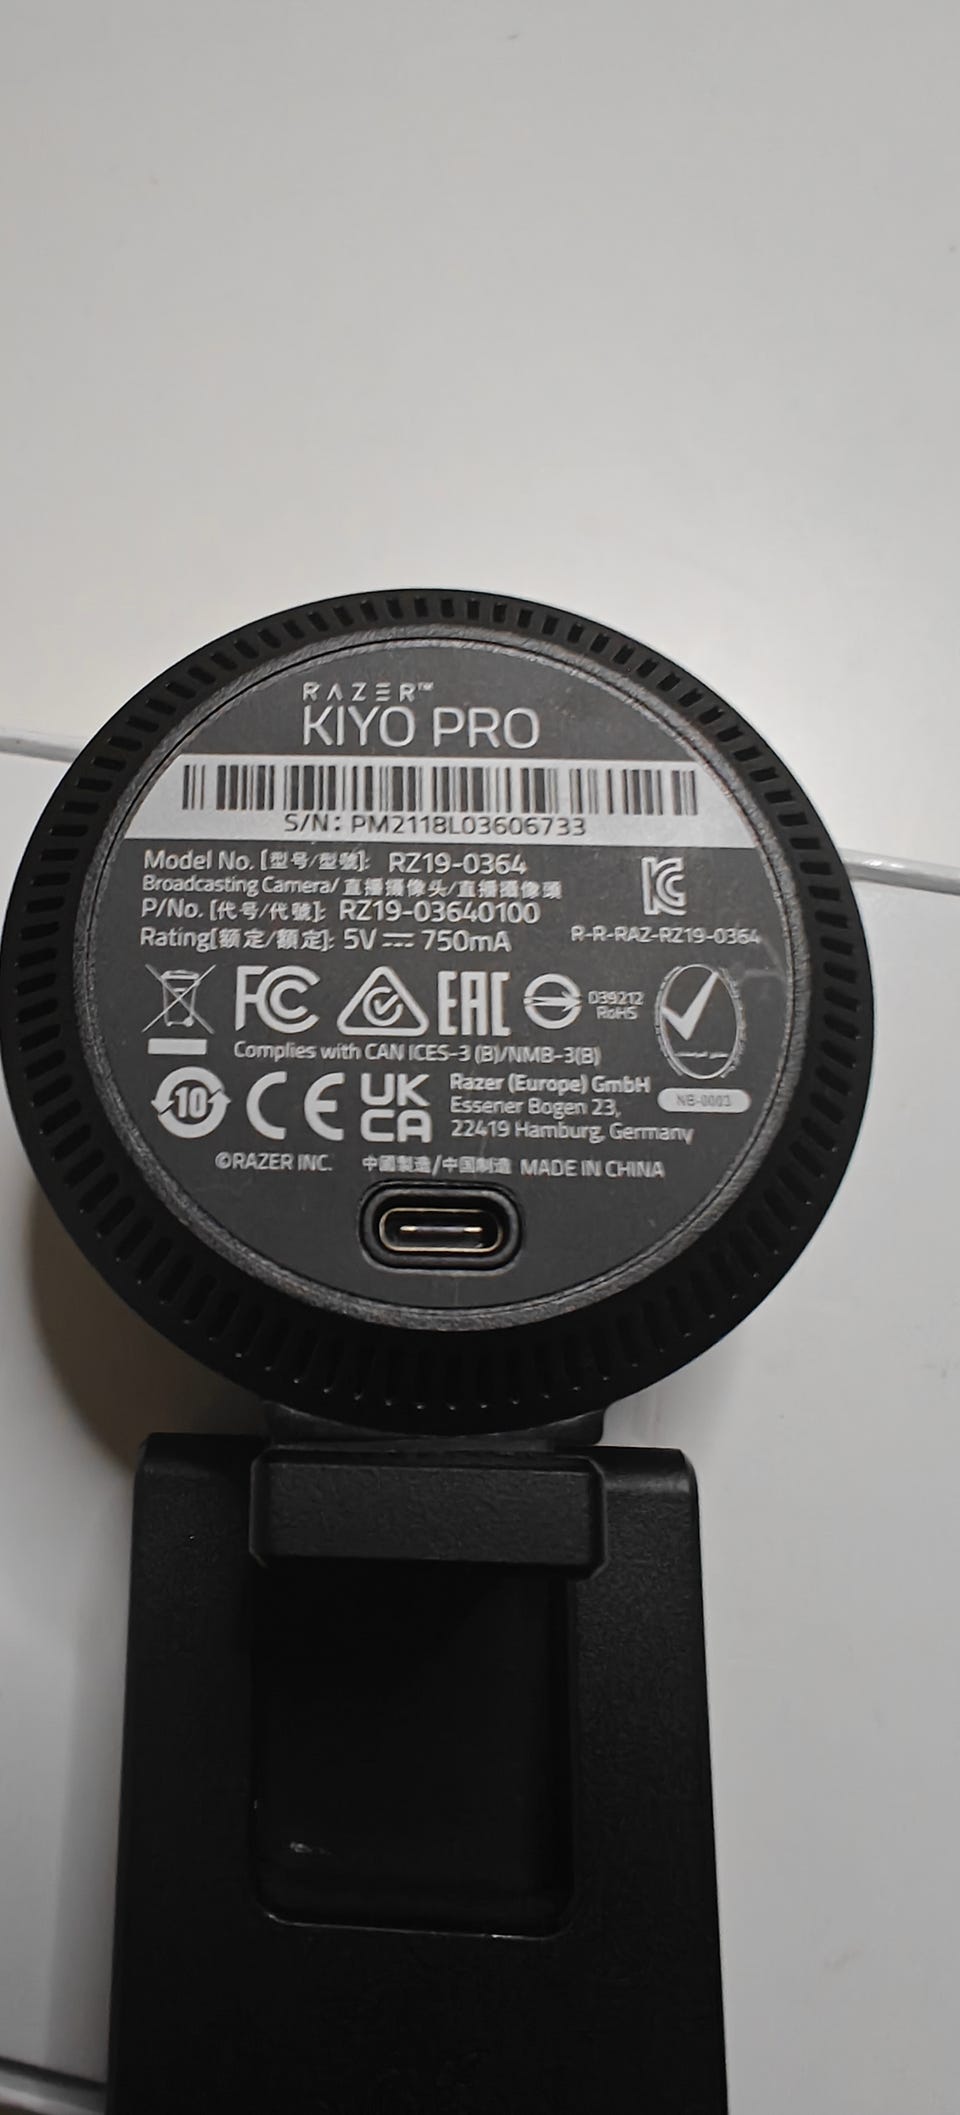 RAZER™
KIYO PRO
S/N: PM2118L03606733
Model No. [型号/型號]: RZ19-0364
Broadcasting Camera/ 直播摄像头/直播攝像頭
P/No. [代号/代號]: RZ19-03640100
Rating[额定/額定]: 5V ⎓ 750mA
R-R-RAZ-RZ19-0364
FC
EAC
D39212
RoHS
Complies with CAN ICES-3 (B)/NMB-3(B)
NB-0003
10
CE
UK
CA
Razer (Europe) GmbH
Essener Bogen 23,
22419 Hamburg, Germany
©RAZER INC. 中國製造/中国制造 MADE IN CHINA